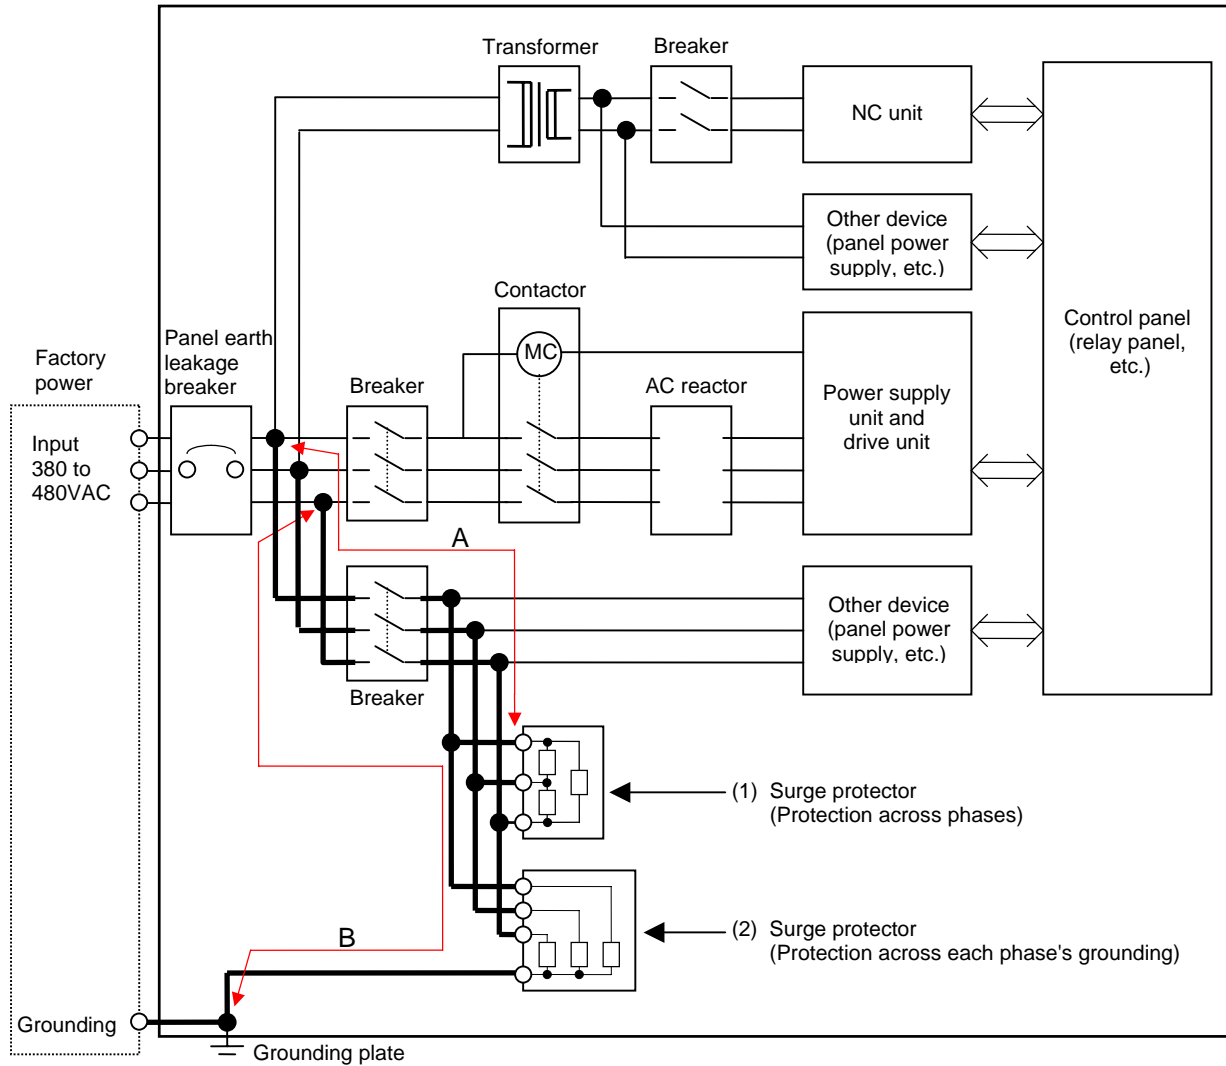 Transformer
Breaker
NC unit
Other device
(panel power
supply, etc.)
Contactor
MC
Control panel
(relay panel,
etc.)
Panel earth
leakage
breaker
Factory
power
Breaker
AC reactor
Power supply
unit and
drive unit
Input
380 to
480VAC
A
Other device
(panel power
supply, etc.)
Breaker
(1) Surge protector
(Protection across phases)
(2) Surge protector
(Protection across each phase's grounding)
B
Grounding
Grounding plate